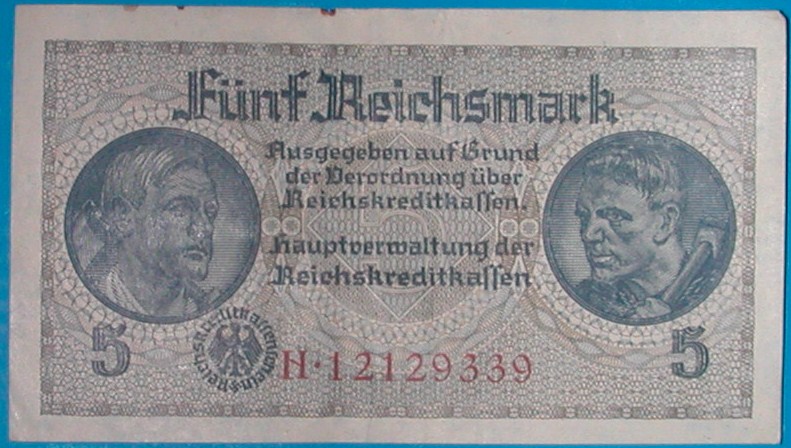 Fünf Reichsmark
Ausgegeben auf Grund
der Verordnung über
Reichskreditkassen.
Hauptverwaltung der
Reichskreditkassen
5
5
H·12129339